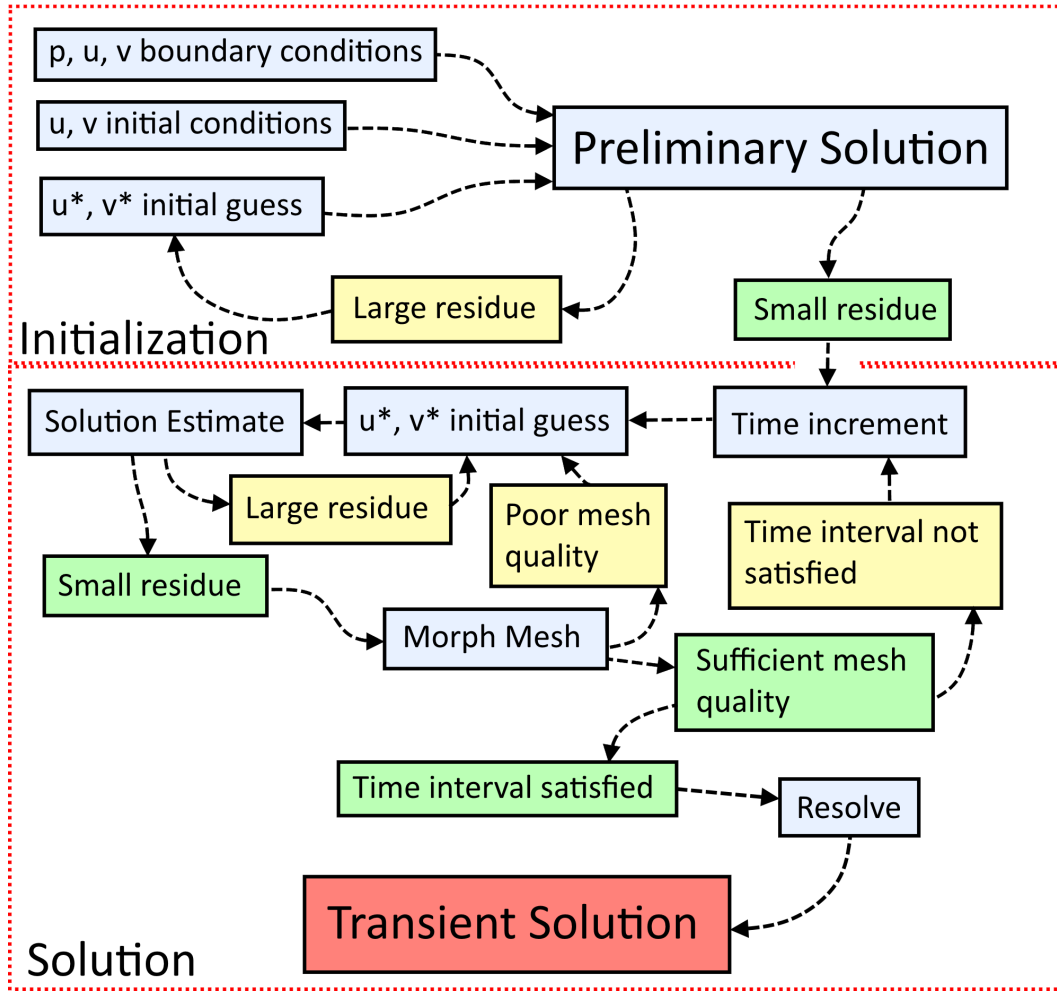 p, u, v boundary conditions
u, v initial conditions
Preliminary Solution
u*, v* initial guess
Large residue
Small residue
Initialization
Solution Estimate
u*, v* initial guess
Time increment
Large residue
Poor mesh
quality
Time interval not
satisfied
Small residue
Morph Mesh
Sufficient mesh
quality
Time interval satisfied
Resolve
Transient Solution
Solution